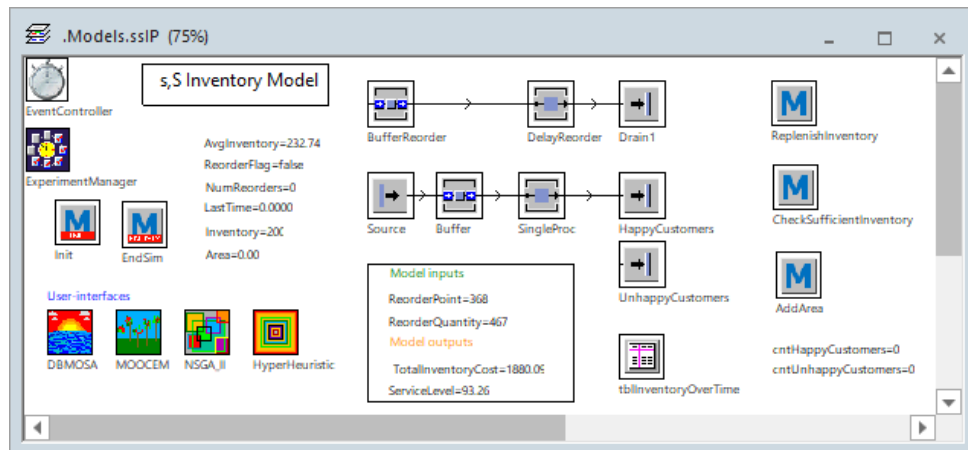 .Models.ssIP (75%)
s,S Inventory Model
EventController
ExperimentManager
AvgInventory=232.74
ReorderFlag=false
NumReorders=0
LastTime=0.0000
Inventory=200
Area=0.00
M
INIT
Init
M
EndSim
BufferReorder
DelayReorder
Drain1
M
ReplenishInventory
Source
Buffer
SingleProc
HappyCustomers
M
CheckSufficientInventory
UnhappyCustomers
M
AddArea
Model inputs
ReorderPoint=368
ReorderQuantity=467
Model outputs
TotalInventoryCost=1880.09
ServiceLevel=93.26
tblInventoryOverTime
cntHappyCustomers=0
cntUnhappyCustomers=0
User-interfaces
DBMOSA
MOOCEM
NSGA_II
HyperHeuristic